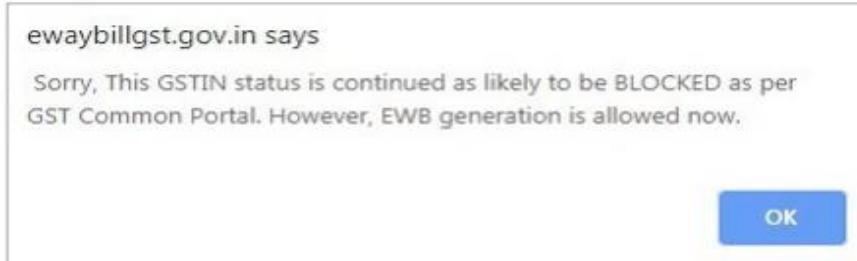 ewaybillgst.gov.in says
Sorry, This GSTIN status is continued as likely to be BLOCKED as per
GST Common Portal. However, EWB generation is allowed now.
OK